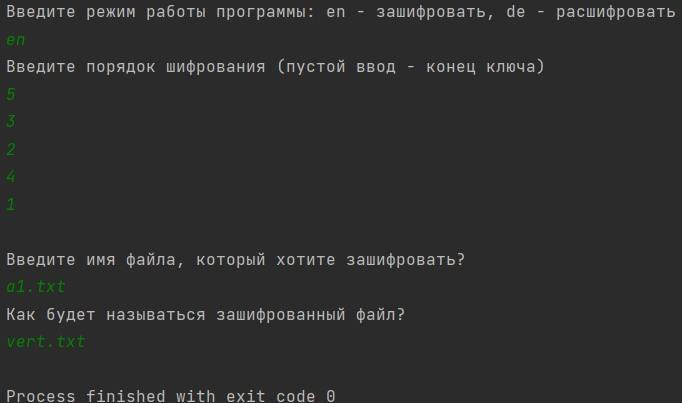 Введите режим работы программы: en - зашифровать, de - расшифровать
en
Введите порядок шифрования (пустой ввод - конец ключа)
5
3
2
4
1
Введите имя файла, который хотите зашифровать?
a1.txt
Как будет называться зашифрованный файл?
vert.txt
Process finished with exit code 0